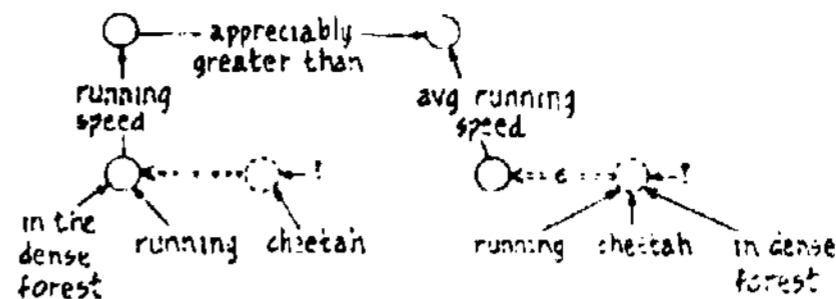 appreciably
greater than
running
speed
avg running
speed
!
ε
!
in the
dense
forest
running
cheetah
running
cheetah
in dense
forest